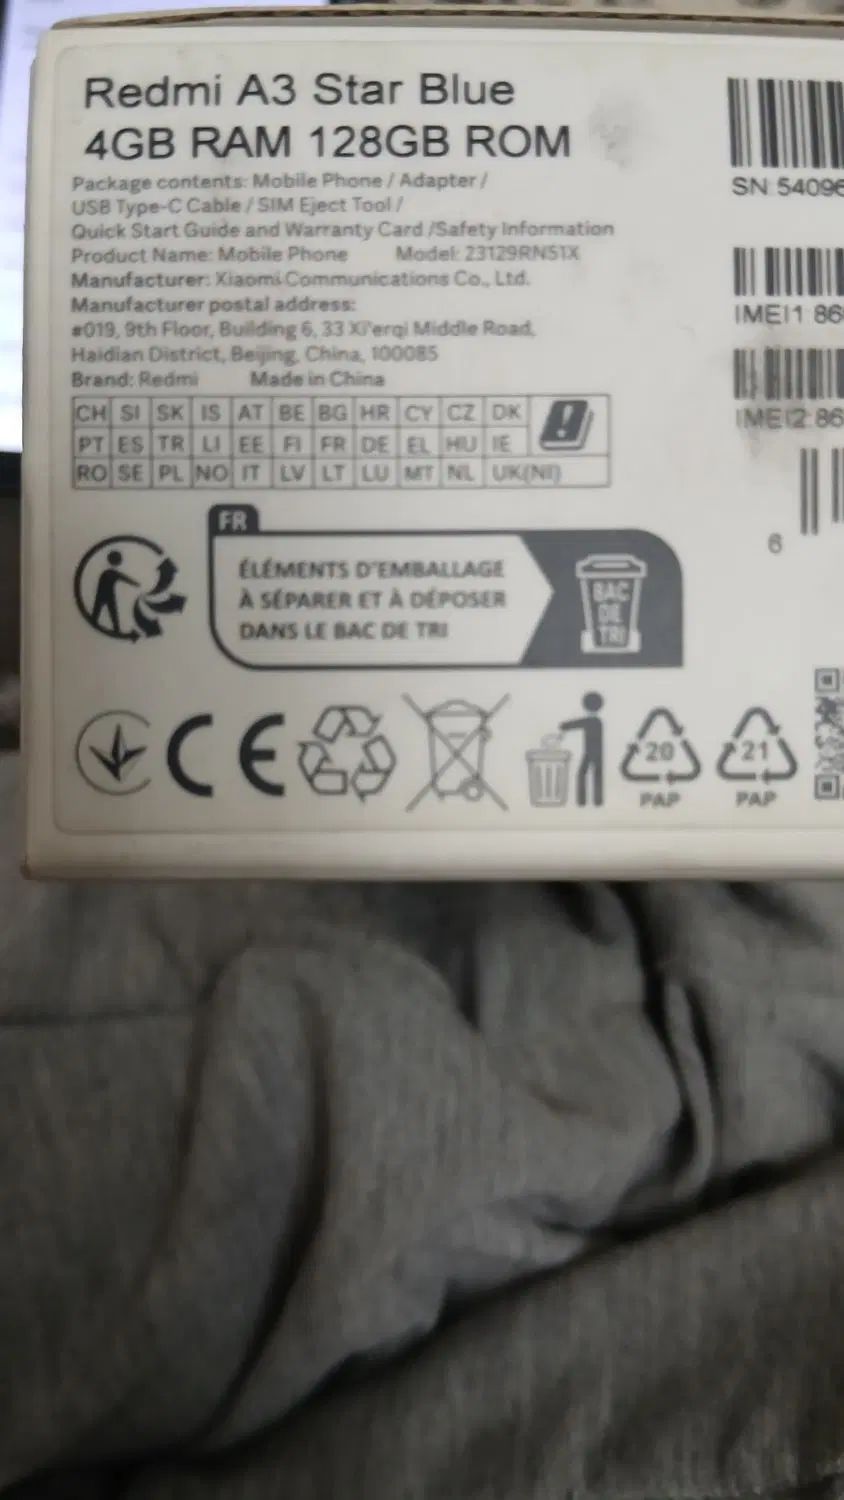 Redmi A3 Star Blue
4GB RAM 128GB ROM
Package contents: Mobile Phone / Adapter /
USB Type-C Cable / SIM Eject Tool /
Quick Start Guide and Warranty Card /Safety Information
Product Name: Mobile Phone Model: 23129RN51X
Manufacturer: Xiaomi Communications Co., Ltd.
Manufacturer postal address:
#019, 9th Floor, Building 6, 33 Xi'erqi Middle Road,
Haidian District, Beijing, China, 100085
Brand: Redmi Made in China
CH SI SK IS AT BE BG HR CY CZ DK
PT ES TR LI EE FI FR DE EL HU IE
RO SE PL NO IT LV LT LU MT NL UK(NI)
SN: 54096
IMEI1 86
IMEI2 86
6
FR
ÉLÉMENTS D'EMBALLAGE
À SÉPARER ET À DÉPOSER
DANS LE BAC DE TRI
BAC
DE
TRI
CE
20
PAP
21
PAP